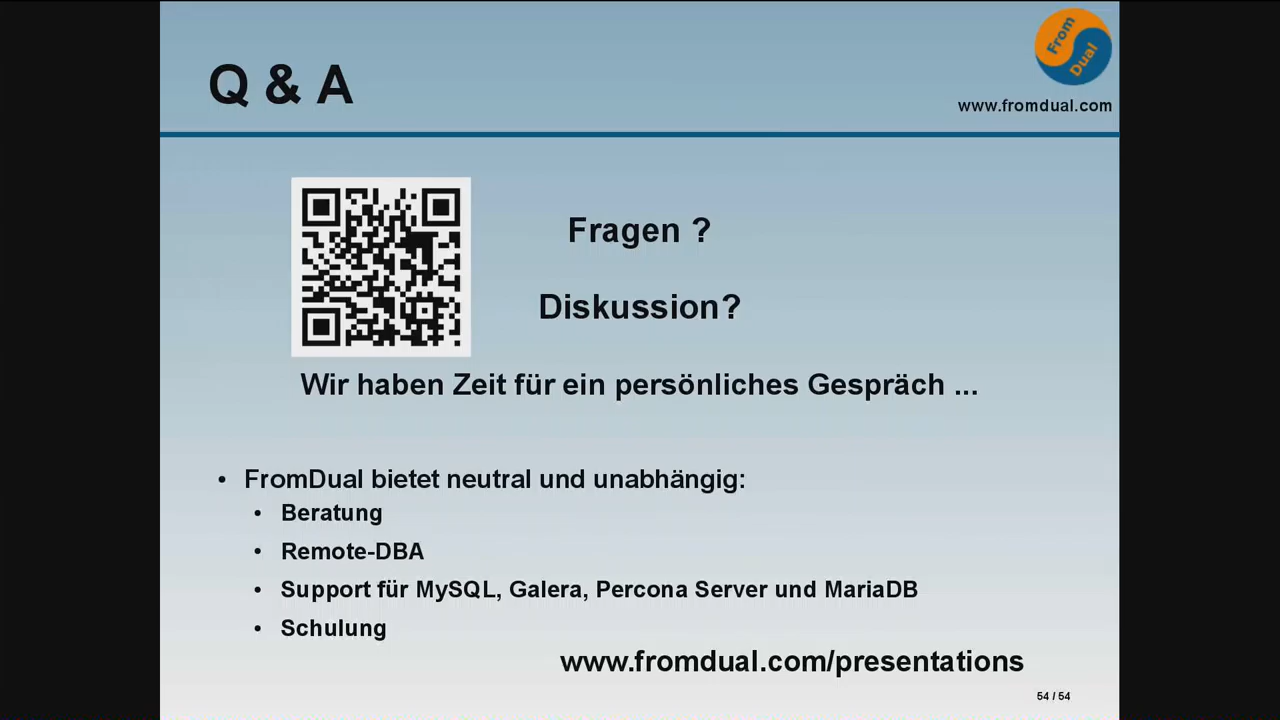 Q & A
From
Dual
www.fromdual.com
Fragen ?
Diskussion?
Wir haben Zeit für ein persönliches Gespräch ...
• FromDual bietet neutral und unabhängig:
• Beratung
• Remote-DBA
• Support für MySQL, Galera, Percona Server und MariaDB
• Schulung
www.fromdual.com/presentations
54 / 54